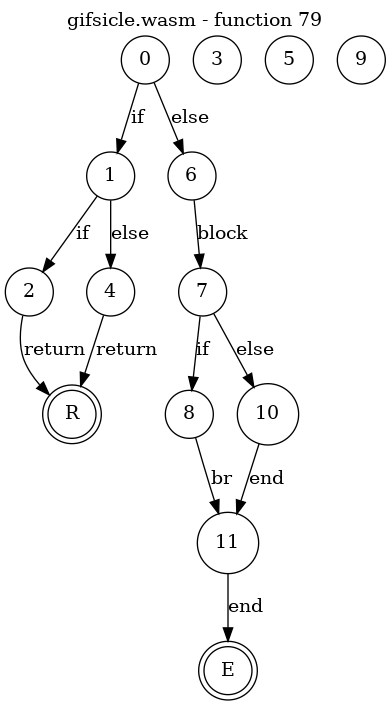 gifsicle.wasm - function 79
0 3 5 9
if else
1 6
if else block
2 4 7
return return if else
R 8 10
br end
11
end
E